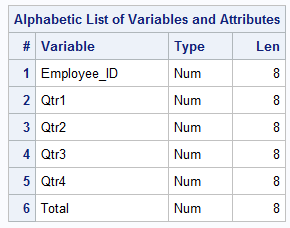 Alphabetic List of Variables and Attributes
# Variable Type Len
1 Employee_ID Num 8
2 Qtr1 Num 8
3 Qtr2 Num 8
4 Qtr3 Num 8
5 Qtr4 Num 8
6 Total Num 8